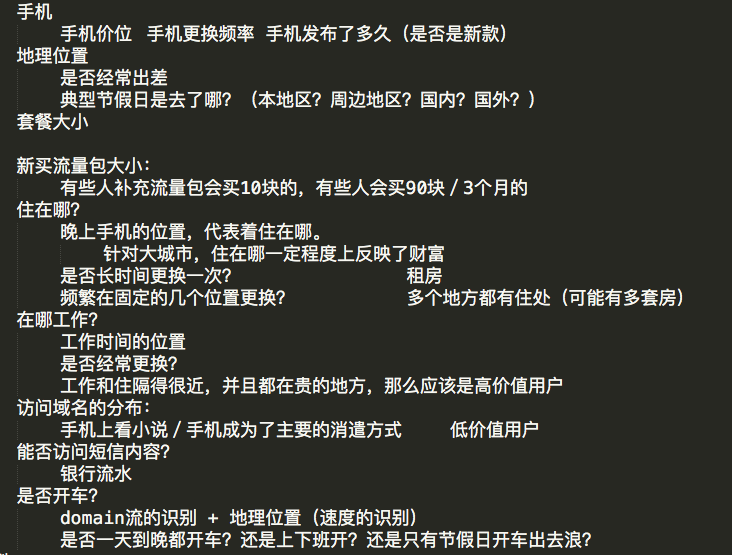 手机
手机价位 手机更换频率 手机发布了多久（是否是新款）
地理位置
是否经常出差
典型节假日是去了哪？（本地区？周边地区？国内？国外？）
套餐大小
新买流量包大小：
有些人补充流量包会买10块的，有些人会买90块／3个月的
住在哪？
晚上手机的位置，代表着住在哪。
针对大城市，住在哪一定程度上反映了财富
是否长时间更换一次？ 租房
频繁在固定的几个位置更换？ 多个地方都有住处（可能有多套房）
在哪工作？
工作时间的位置
是否经常更换？
工作和住隔得很近，并且都在贵的地方，那么应该是高价值用户
访问域名的分布：
手机上看小说／手机成为了主要的消遣方式 低价值用户
能否访问短信内容？
银行流水
是否开车？
domain流的识别 + 地理位置（速度的识别）
是否一天到晚都开车？还是上下班开？还是只有节假日开车出去浪？